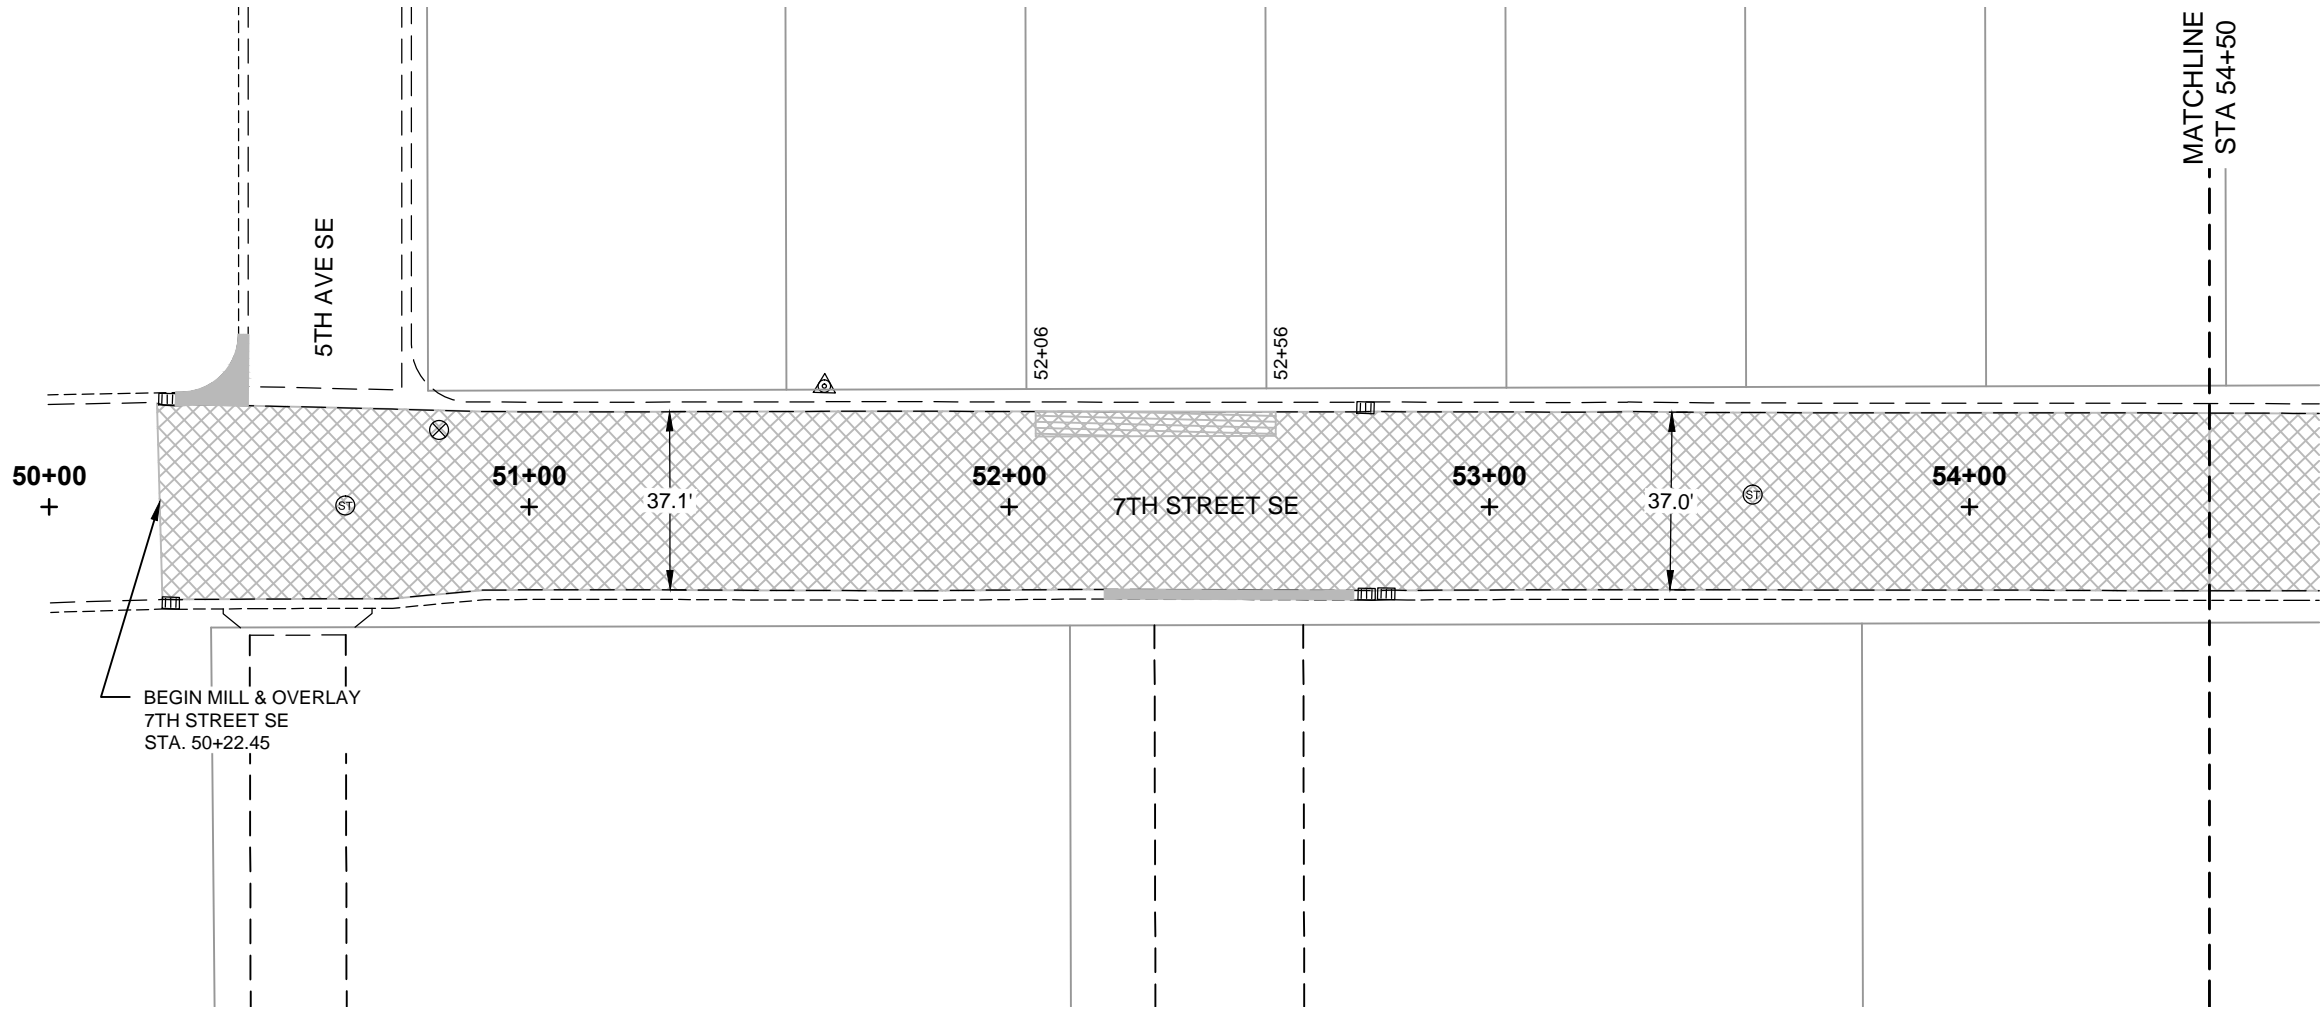 MATCHLINE
STA 54+50
5TH AVE SE
52+06
52+56
50+00
51+00
52+00
53+00
54+00
ST
37.1'
7TH STREET SE
37.0'
ST
BEGIN MILL & OVERLAY
7TH STREET SE
STA. 50+22.45